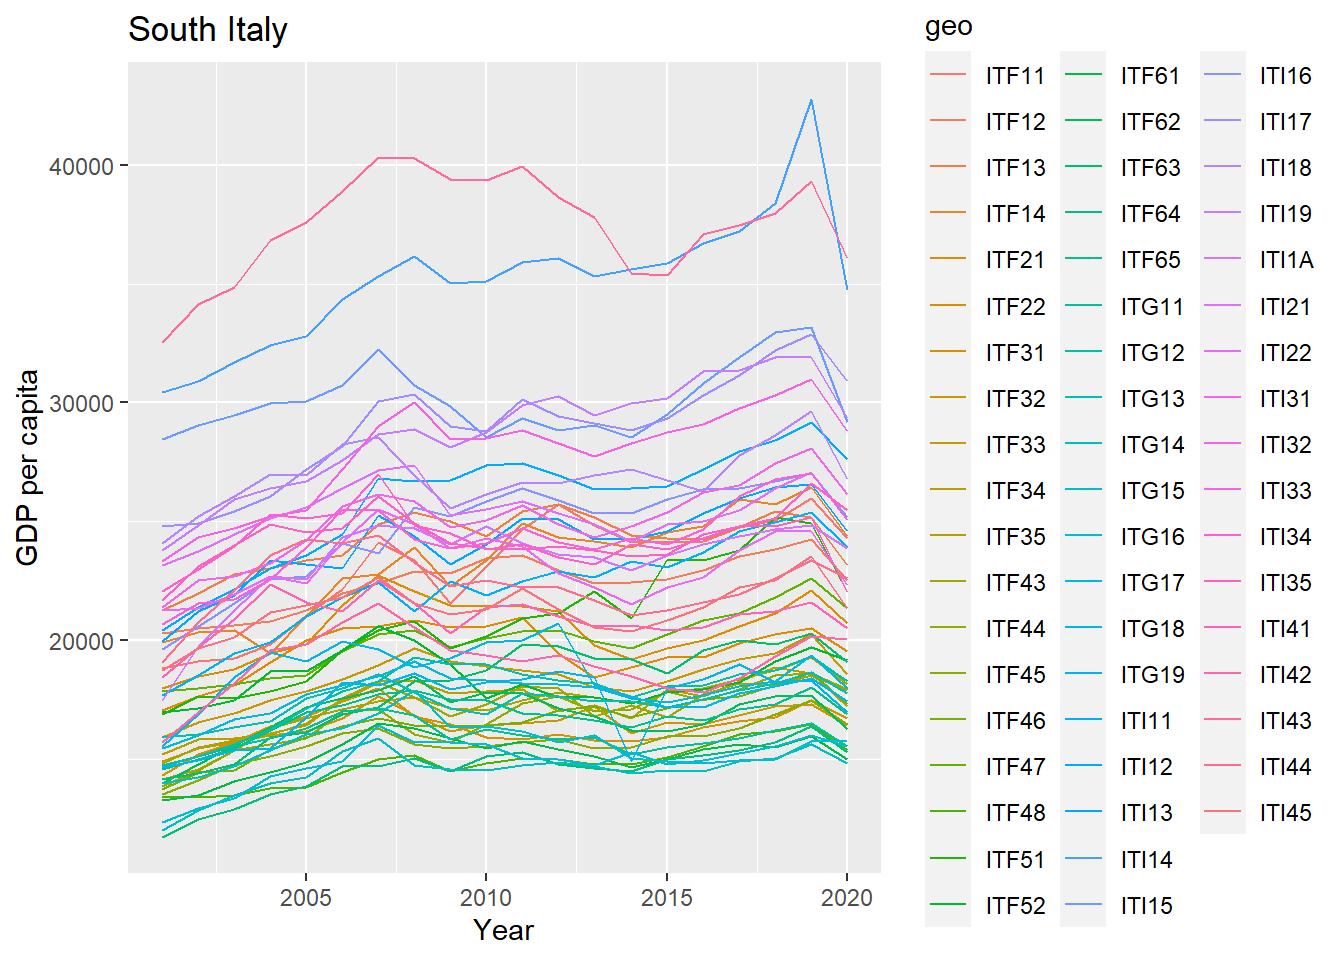 South Italy
geo
GDP per capita
40000
30000
20000
2005
2010
2015
2020
Year
ITF11
ITF12
ITF13
ITF14
ITF21
ITF22
ITF31
ITF32
ITF33
ITF34
ITF35
ITF43
ITF44
ITF45
ITF46
ITF47
ITF48
ITF51
ITF52
ITF61
ITF62
ITF63
ITF64
ITF65
ITG11
ITG12
ITG13
ITG14
ITG15
ITG16
ITG17
ITG18
ITG19
ITI11
ITI12
ITI13
ITI14
ITI15
ITI16
ITI17
ITI18
ITI19
ITI1A
ITI21
ITI22
ITI31
ITI32
ITI33
ITI34
ITI35
ITI41
ITI42
ITI43
ITI44
ITI45